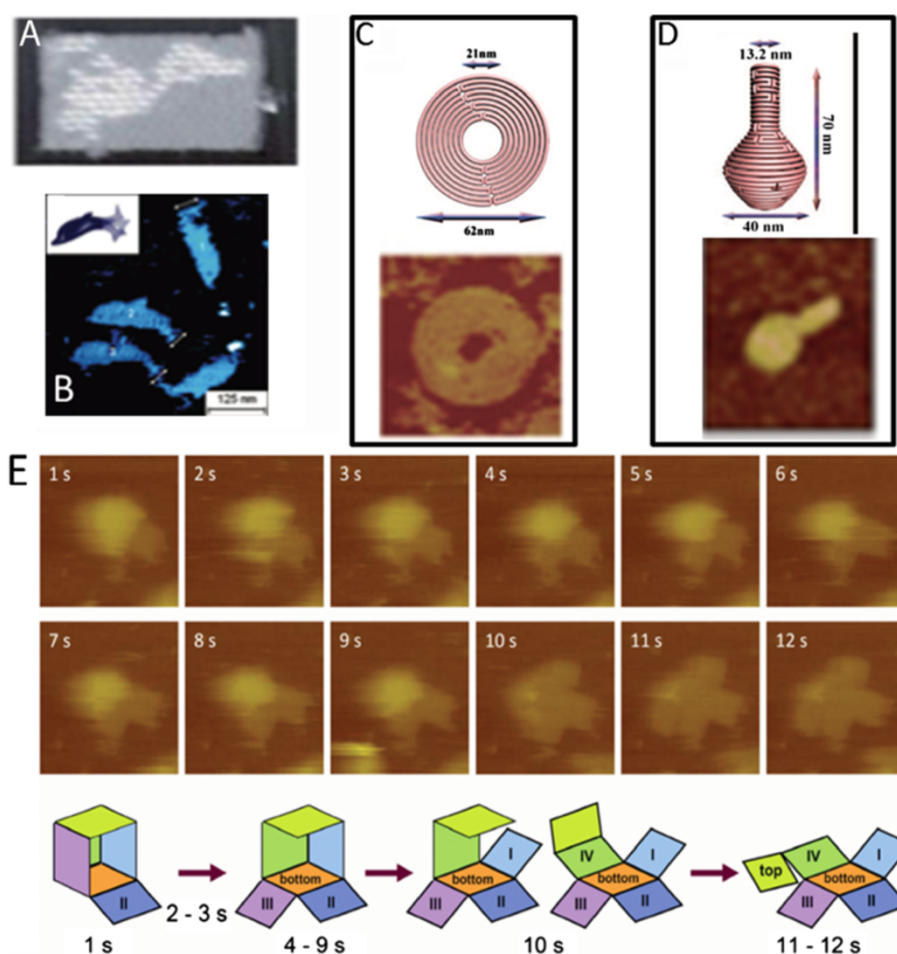 A
B
125 nm
C
21nm
62nm
D
13.2 nm
70 nm
40 nm
E
1 s
2 s
3 s
4 s
5 s
6 s
7 s
8 s
9 s
10 s
11 s
12 s
II
1 s
2 - 3 s
bottom
III
II
4 - 9 s
I
bottom
III
IV
I
bottom
III
II
10 s
top
IV
I
bottom
III
II
11 - 12 s